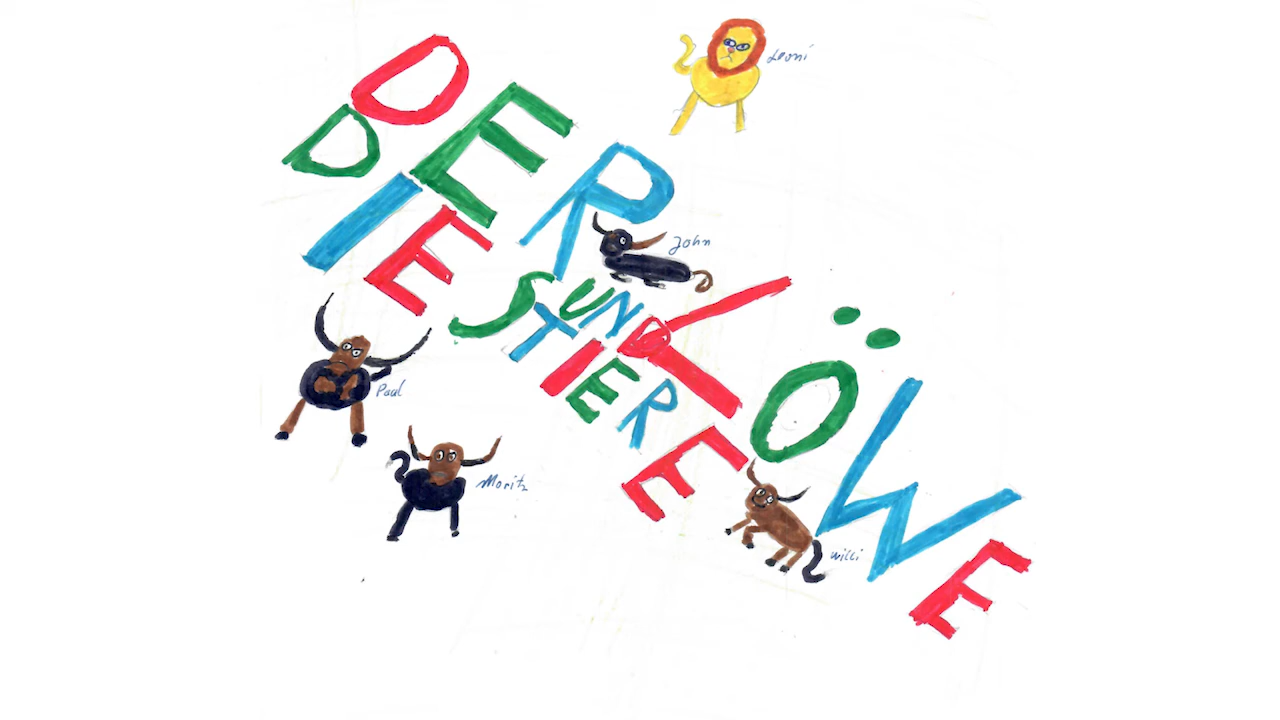 Leoni
DER LÖWE
John
UND
DIE STIERE
Paul
Moritz
Willi